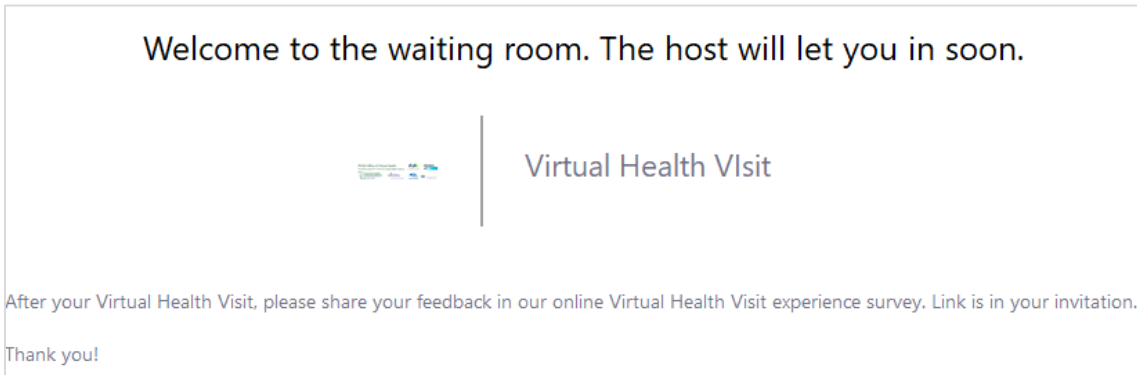 Welcome to the waiting room. The host will let you in soon.
Virtual Health VIsit
After your Virtual Health Visit, please share your feedback in our online Virtual Health Visit experience survey. Link is in your invitation.
Thank you!